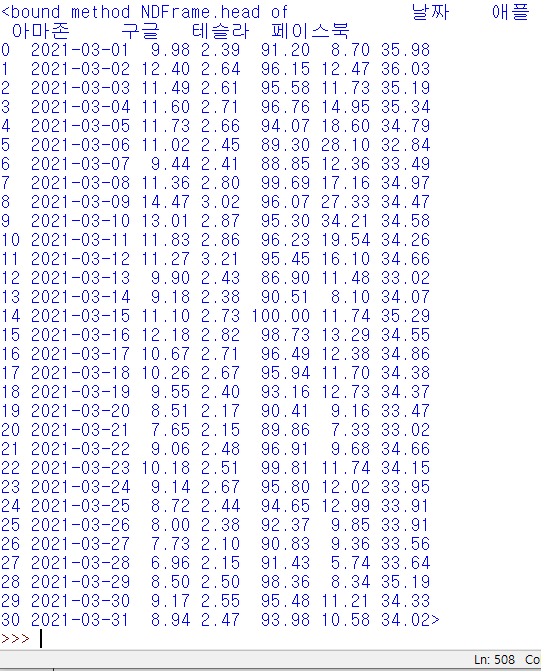 <bound method NDFrame.head of 날짜 애플
아마존 구글 테슬라 페이스북
0 2021-03-01 9.98 2.39 91.20 8.70 35.98
1 2021-03-02 12.40 2.64 96.15 12.47 36.03
2 2021-03-03 11.49 2.61 95.58 11.73 35.19
3 2021-03-04 11.60 2.71 96.76 14.95 35.34
4 2021-03-05 11.73 2.66 94.07 18.60 34.79
5 2021-03-06 11.02 2.45 89.30 28.10 32.84
6 2021-03-07 9.44 2.41 88.85 12.36 33.49
7 2021-03-08 11.36 2.80 99.69 17.16 34.97
8 2021-03-09 14.47 3.02 96.07 27.33 34.47
9 2021-03-10 13.01 2.87 95.30 34.21 34.58
10 2021-03-11 11.83 2.86 96.23 19.54 34.26
11 2021-03-12 11.27 3.21 95.45 16.10 34.66
12 2021-03-13 9.90 2.43 86.90 11.48 33.02
13 2021-03-14 9.18 2.38 90.51 8.10 34.07
14 2021-03-15 11.10 2.73 100.00 11.74 35.29
15 2021-03-16 12.18 2.82 98.73 13.29 34.55
16 2021-03-17 10.67 2.71 96.49 12.38 34.86
17 2021-03-18 10.26 2.67 95.94 11.70 34.38
18 2021-03-19 9.55 2.40 93.16 12.73 34.37
19 2021-03-20 8.51 2.17 90.41 9.16 33.47
20 2021-03-21 7.65 2.15 89.86 7.33 33.02
21 2021-03-22 9.06 2.48 96.91 9.68 34.66
22 2021-03-23 10.18 2.51 99.81 11.74 34.15
23 2021-03-24 9.14 2.67 95.80 12.02 33.95
24 2021-03-25 8.72 2.44 94.65 12.99 33.91
25 2021-03-26 8.00 2.38 92.37 9.85 33.91
26 2021-03-27 7.73 2.10 90.83 9.36 33.56
27 2021-03-28 6.96 2.15 91.43 5.74 33.64
28 2021-03-29 8.50 2.50 98.36 8.34 35.19
29 2021-03-30 9.17 2.55 95.48 11.21 34.33
30 2021-03-31 8.94 2.47 93.98 10.58 34.02>
>>>
Ln: 508 Co